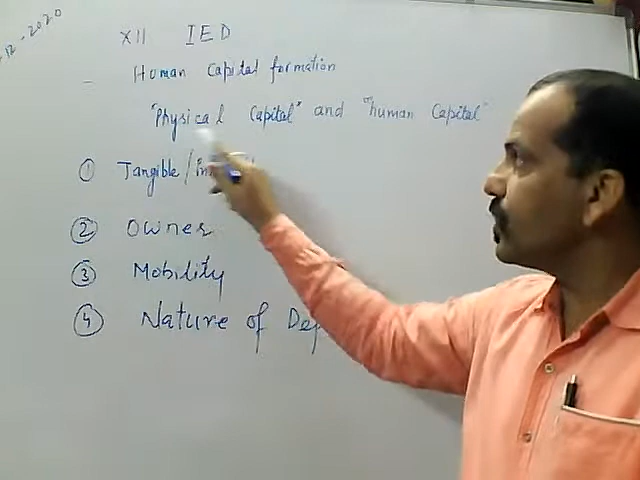 -12-2020
XII IED
Human Capital formation
"Physical Capital" and "human Capital"
① Tangible /
② Owner
③ Mobility
④ Nature of Dep